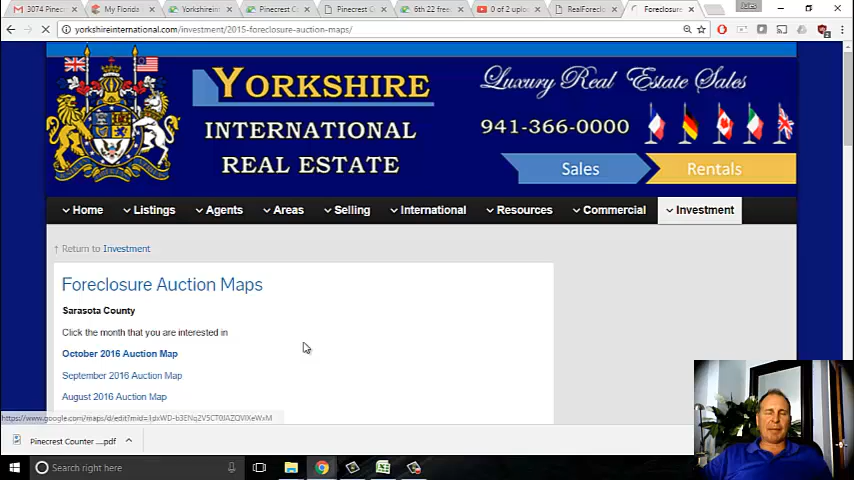 3074 Pinec
My Florida
Yorkshirein
Pinecrest C
Pinecrest C
6th 22 free
0 of 2 uplo
RealForeclo
Foreclosure
Jules
yorkshireinternational.com/investment/2015-foreclosure-auction-maps/
YORKSHIRE
INTERNATIONAL
REAL ESTATE
Luxury Real Estate Sales
941-366-0000
Sales
Rentals
Home
Listings
Agents
Areas
Selling
International
Resources
Commercial
Investment
↑ Return to Investment
Foreclosure Auction Maps
Sarasota County
Click the month that you are interested in
October 2016 Auction Map
September 2016 Auction Map
August 2016 Auction Map
Pinecrest Counter ....pdf
Search right here